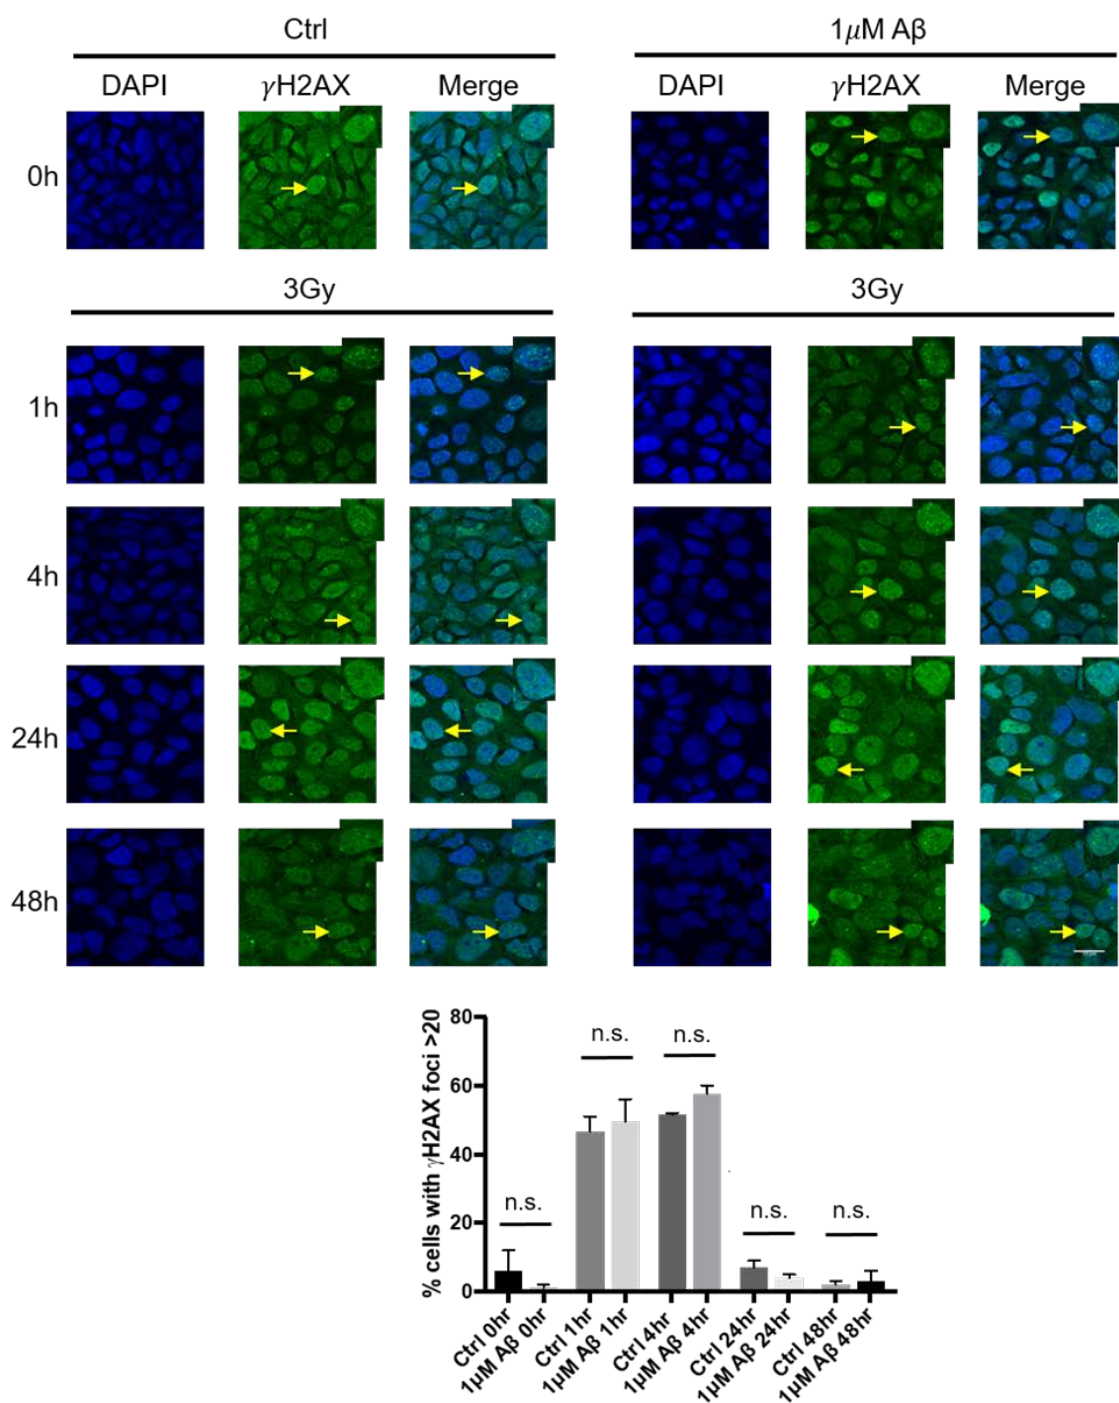 Ctrl 1μM Aβ
DAPI γH2AX Merge DAPI γH2AX Merge
0h
3Gy 3Gy
1h
4h
24h
48h
% cells with γH2AX foci >20
80
60
40
20
0
n.s.
n.s.
n.s.
n.s.
n.s.
Ctrl 0hr
1μM Aβ 0hr
Ctrl 1hr
1μM Aβ 1hr
Ctrl 4hr
1μM Aβ 4hr
Ctrl 24hr
1μM Aβ 24hr
Ctrl 48hr
1μM Aβ 48hr